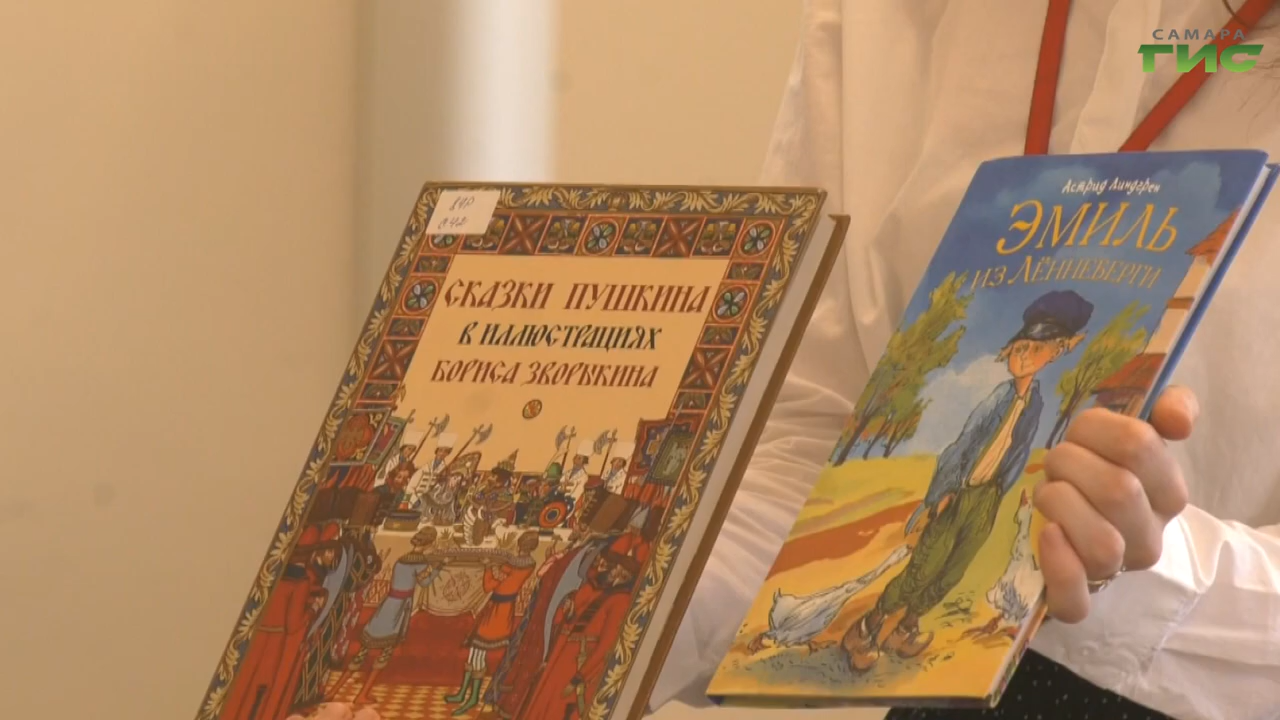 САМАРА
ГИС
СКАЗКИ ПУШКИНА
В ИЛЛЮСТРАЦИЯХ
БОРИСА ЗВОРЫКИНА
Астрид Линдгрен
ЭМИЛЬ
ИЗ ЛЁННЕБЕРГИ